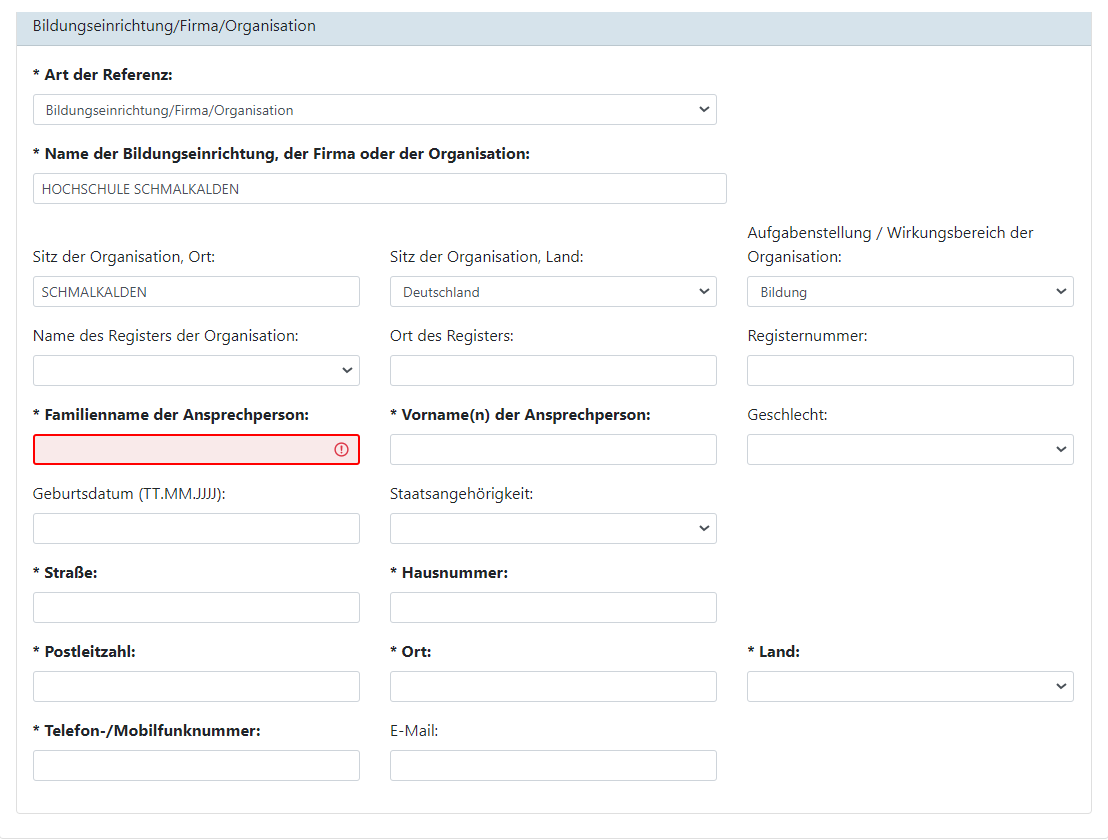 Bildungseinrichtung/Firma/Organisation
* Art der Referenz:
Bildungseinrichtung/Firma/Organisation
* Name der Bildungseinrichtung, der Firma oder der Organisation:
HOCHSCHULE SCHMALKALDEN
Sitz der Organisation, Ort:
Sitz der Organisation, Land:
Aufgabenstellung / Wirkungsbereich der
Organisation:
SCHMALKALDEN
Deutschland
Bildung
Name des Registers der Organisation:
Ort des Registers:
Registernummer:
* Familienname der Ansprechperson:
* Vorname(n) der Ansprechperson:
Geschlecht:
Geburtsdatum (TT.MM.JJJJ):
Staatsangehörigkeit:
* Straße:
* Hausnummer:
* Postleitzahl:
* Ort:
* Land:
* Telefon-/Mobilfunknummer:
E-Mail: